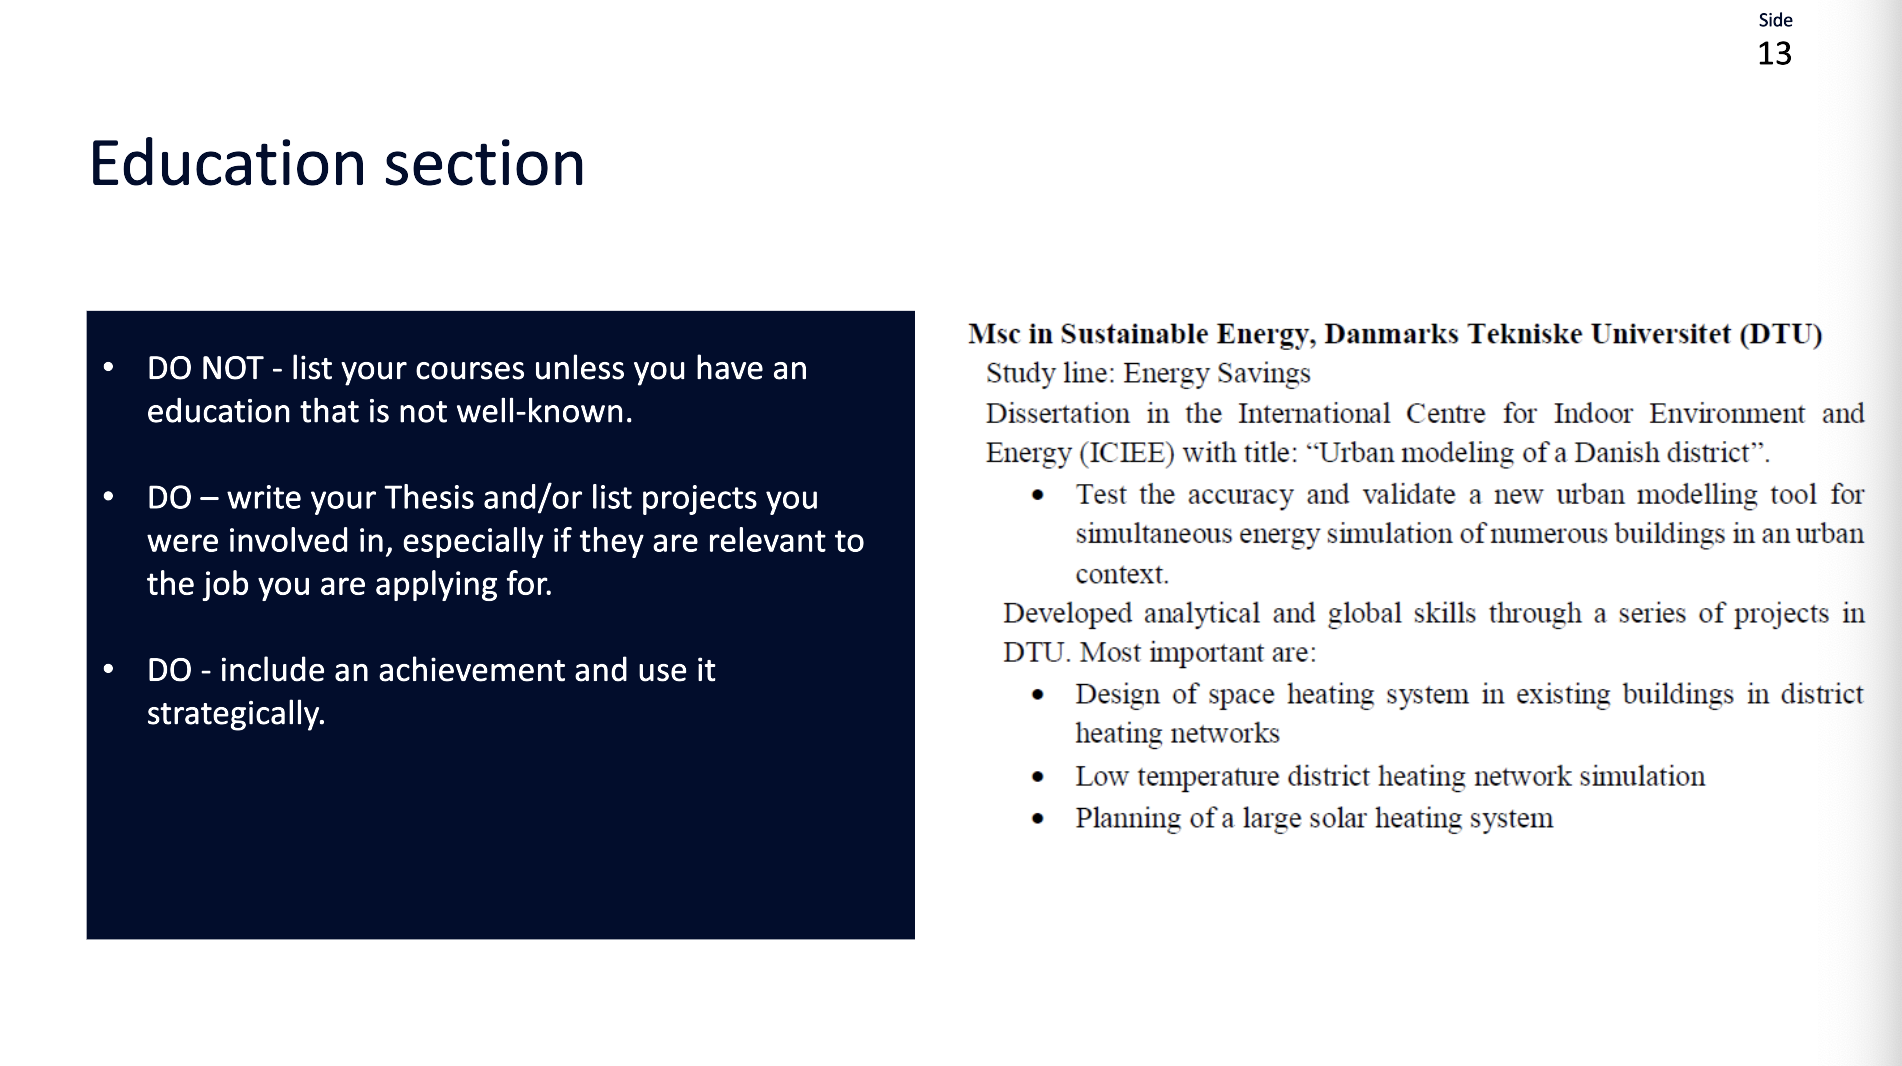 Side
13
Education section
• DO NOT - list your courses unless you have an
education that is not well-known.
• DO – write your Thesis and/or list projects you
were involved in, especially if they are relevant to
the job you are applying for.
• DO - include an achievement and use it
strategically.
Msc in Sustainable Energy, Danmarks Tekniske Universitet (DTU)
Study line: Energy Savings
Dissertation in the International Centre for Indoor Environment and
Energy (ICIEE) with title: “Urban modeling of a Danish district”.
• Test the accuracy and validate a new urban modelling tool for
simultaneous energy simulation of numerous buildings in an urban
context.
Developed analytical and global skills through a series of projects in
DTU. Most important are:
• Design of space heating system in existing buildings in district
heating networks
• Low temperature district heating network simulation
• Planning of a large solar heating system